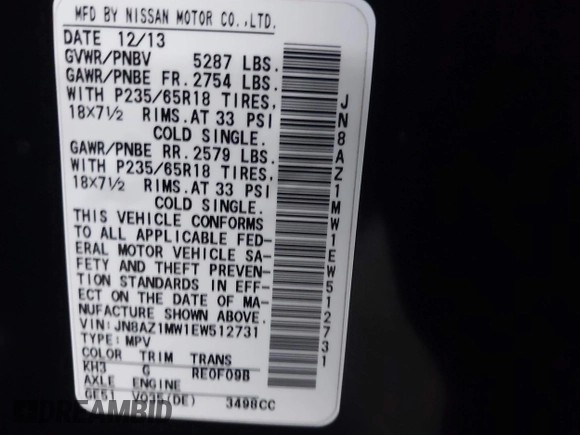 MFD BY NISSAN MOTOR CO.,LTD.
DATE 12/13
GVWR/PNBV 5287 LBS.
GAWR/PNBE FR. 2754 LBS.
WITH P235/65R18 TIRES,
18X7½ RIMS.AT 33 PSI
COLD SINGLE.
GAWR/PNBE RR. 2579 LBS.
WITH P235/65R18 TIRES,
18X7½ RIMS.AT 33 PSI
COLD SINGLE.
THIS VEHICLE CONFORMS
TO ALL APPLICABLE FED-
ERAL MOTOR VEHICLE SA-
FETY AND THEFT PREVEN-
TION STANDARDS IN EFF-
ECT ON THE DATE OF MA-
NUFACTURE SHOWN ABOVE.
VIN:JN8AZ1MW1EW512731
TYPE:MPV
COLOR TRIM TRANS
KH3 G RE0F09B
AXLE ENGINE
GE51 VQ35(DE) 3498CC
JN8AZ1MW1EW512731
DREAMBID